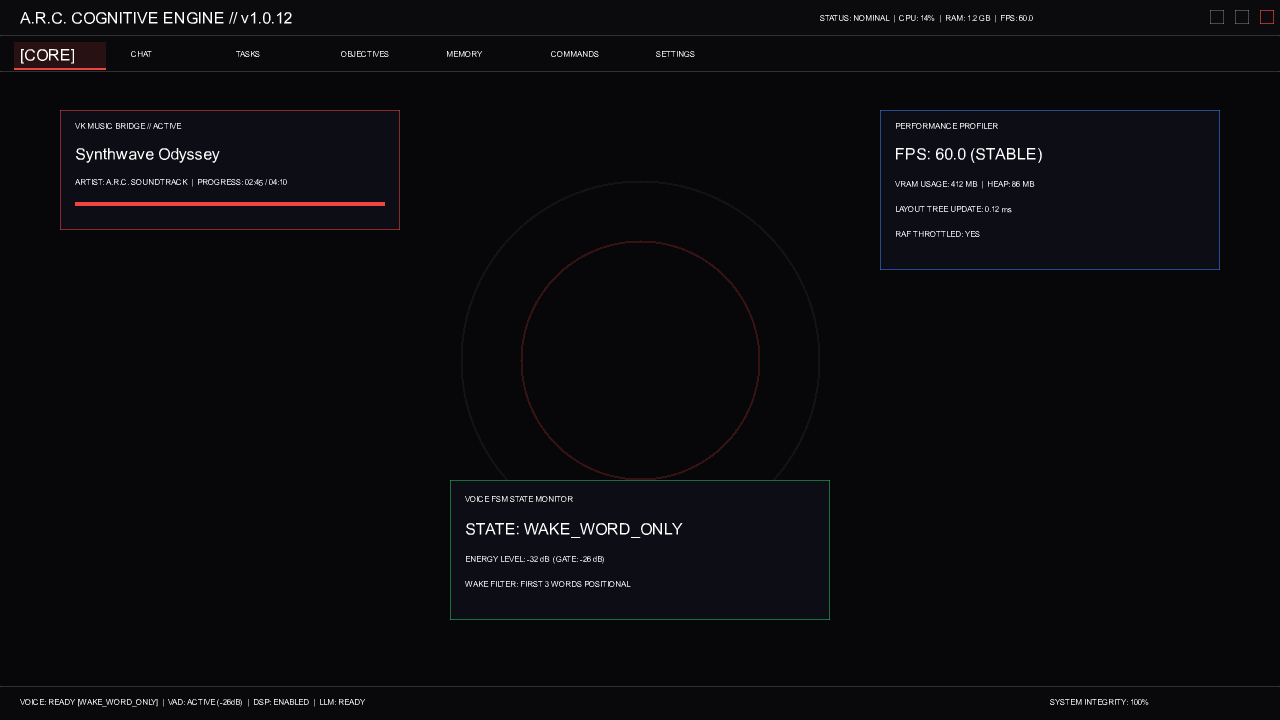 A.R.C. COGNITIVE ENGINE // v1.0.12
STATUS: NOMINAL | CPU: 14% | RAM: 1.2 GB | FPS: 60.0
[CORE] CHAT TASKS OBJECTIVES MEMORY COMMANDS SETTINGS
VK MUSIC BRIDGE // ACTIVE
Synthwave Odyssey
ARTIST: A.R.C. SOUNDTRACK | PROGRESS: 02:45 / 04:10
PERFORMANCE PROFILER
FPS: 60.0 (STABLE)
VRAM USAGE: 412 MB | HEAP: 86 MB
LAYOUT TREE UPDATE: 0.12 ms
RAF THROTTLED: YES
VOICE FSM STATE MONITOR
STATE: WAKE_WORD_ONLY
ENERGY LEVEL: -32 dB (GATE: -26 dB)
WAKE FILTER: FIRST 3 WORDS POSITIONAL
VOICE: READY [WAKE_WORD_ONLY] | VAD: ACTIVE (-26dB) | DSP: ENABLED | LLM: READY
SYSTEM INTEGRITY: 100%